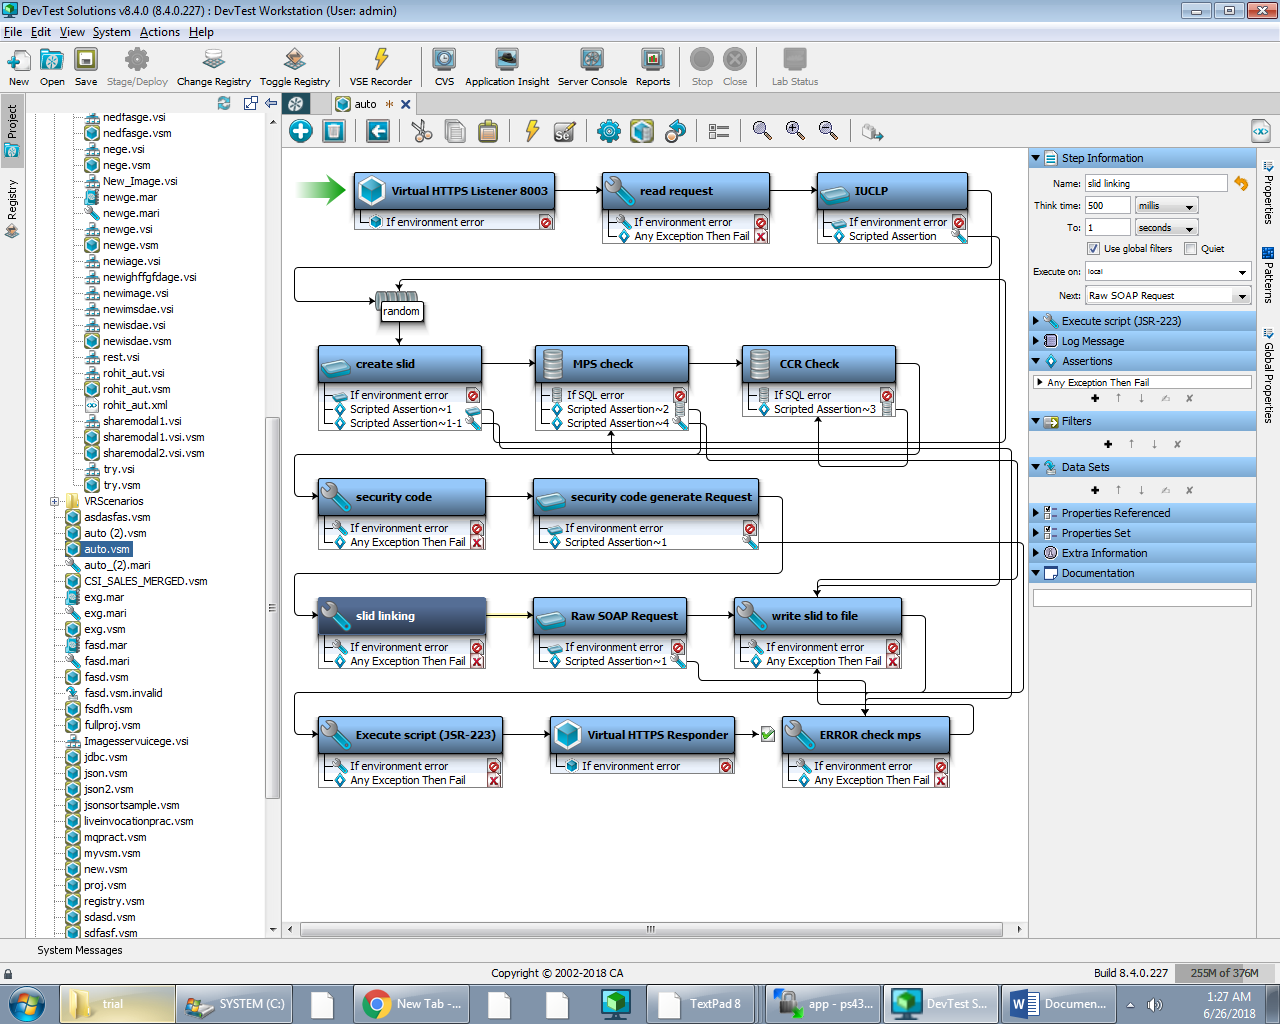 DevTest Solutions v8.4.0 (8.4.0.227) : DevTest Workstation (User: admin)
File Edit View System Actions Help
New Open Save Stage/Deploy Change Registry Toggle Registry VSE Recorder CVS Application Insight Server Console Reports Stop Close Lab Status
Project
Registry
nedfasge.vsi
nedfasge.vsm
nege.vsi
nege.vsm
New_Image.vsi
newge.mar
newge.mari
newge.vsi
newge.vsm
newiage.vsi
newighffgfdage.vsi
newimage.vsi
newimsdae.vsi
newisdae.vsi
newisdae.vsm
rest.vsi
rohit_aut.vsi
rohit_aut.vsm
rohit_aut.xml
sharemodal1.vsi
sharemodal1.vsi.vsm
sharemodal2.vsi.vsm
try.vsi
try.vsm
VRScenarios
asdasfas.vsm
auto (2).vsm
auto.vsm
auto_(2).mari
CSI_SALES_MERGED.vsm
exg.mar
exg.mari
exg.vsm
fasd.mar
fasd.mari
fasd.vsm
fasd.vsm.invalid
fsdfh.vsm
fullproj.vsm
Imagesservuicege.vsi
jdbc.vsm
json.vsm
json2.vsm
jsonsortsample.vsm
liveinvocationprac.vsm
mqpract.vsm
myvsm.vsm
new.vsm
proj.vsm
registry.vsm
sdasd.vsm
sdfasf.vsm
auto
Virtual HTTPS Listener 8003
If environment error
read request
If environment error
Any Exception Then Fail
IUCLP
If environment error
Scripted Assertion
random
create slid
If environment error
Scripted Assertion~1
Scripted Assertion~1-1
MPS check
If SQL error
Scripted Assertion~2
Scripted Assertion~4
CCR Check
If SQL error
Scripted Assertion~3
security code
If environment error
Any Exception Then Fail
security code generate Request
If environment error
Scripted Assertion~1
slid linking
If environment error
Any Exception Then Fail
Raw SOAP Request
If environment error
Scripted Assertion~1
write slid to file
If environment error
Any Exception Then Fail
Execute script (JSR-223)
If environment error
Any Exception Then Fail
Virtual HTTPS Responder
If environment error
ERROR check mps
If environment error
Any Exception Then Fail
Step Information
Name: slid linking
Think time: 500 millis
To: 1 seconds
Use global filters Quiet
Execute on: local
Next: Raw SOAP Request
Execute script (JSR-223)
Log Message
Assertions
Any Exception Then Fail
Filters
Data Sets
Properties Referenced
Properties Set
Extra Information
Documentation
Properties
Patterns
Global Properties
System Messages
Copyright © 2002-2018 CA
Build 8.4.0.227 255M of 376M
trial SYSTEM (C:) New Tab -... TextPad 8 app - ps43... DevTest S... Documen...
1:27 AM
6/26/2018